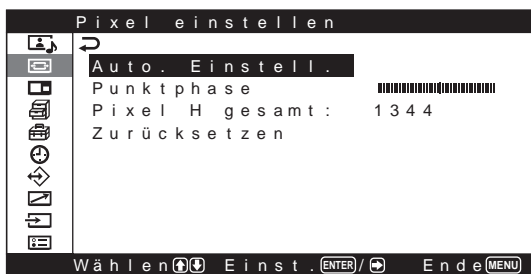 Pixel einstellen
Auto. Einstell.
Punktphase
Pixel H gesamt: 1344
Zurücksetzen
Wählen Einst. ENTER / Ende MENU